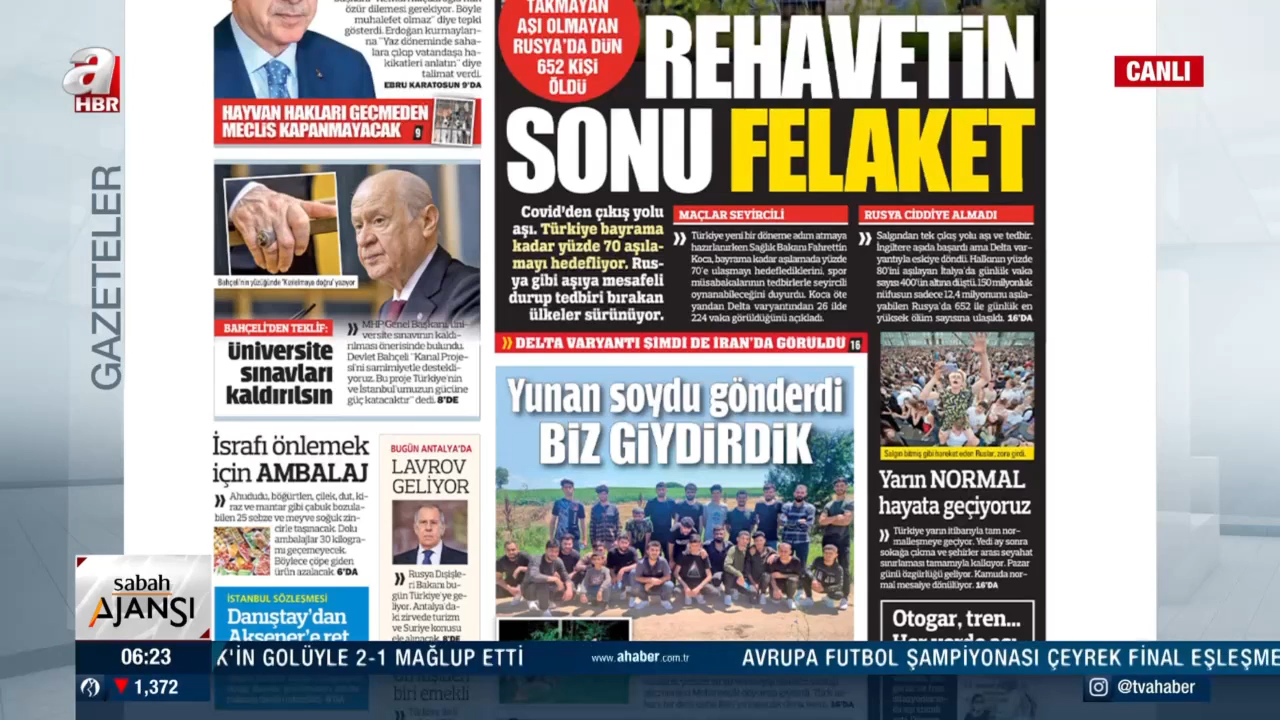 özür dilemesi gerekiyor. Böyle
muhalefet olmaz" diye tepki
gösterdi. Erdoğan kurmayları-
na "Yaz döneminde saha-
lara çıkıp vatandaşa ha-
kikatleri anlatın" diye
talimat verdi.
EBRU KARATOSUN 9'DA
HAYVAN HAKLARI GEÇMEDEN
MECLİS KAPANMAYACAK 9
Bahçeli'nin yüzüğünde "Kızılelmaya doğru" yazıyor
BAHÇELİ'DEN TEKLİF:
Üniversite
sınavları
kaldırılsın
MHP Genel Başkanı, üni-
versite sınavının kaldı-
rılması önerisinde bulundu.
Devlet Bahçeli "Kanal Proje-
si'ni samimiyetle destekli-
yoruz. Bu proje Türkiye'nin
ve İstanbul'umuzun gücüne
güç katacaktır" dedi. 8'DE
İsrafı önlemek
için AMBALAJ
Ahududu, böğürtlen, çilek, dut, ki-
raz ve mantar gibi çabuk bozula-
bilen 25 sebze ve meyve soğuk zin-
cirle taşınacak. Dolu
ambalajlar 30 kilogra-
mı geçemeyecek.
Böylece çöpe giden
ürün azalacak. 6'DA
BUGÜN ANTALYA'DA
LAVROV
GELİYOR
Rusya Dışişle-
ri Bakanı bu-
gün Türkiye'ye ge-
liyor. Antalya'da-
ki zirvede turizm
ve Suriye konusu
ele alınacak. 8'DE
İSTANBUL SÖZLEŞMESİ
Danıştay'dan
Akşener'e ret
TAKMAYAN
AŞI OLMAYAN
RUSYA'DA DÜN
652 KİŞİ
ÖLDÜ
REHAVETİN
SONU FELAKET
Covid'den çıkış yolu
aşı. Türkiye bayrama
kadar yüzde 70 aşıla-
mayı hedefliyor. Rus-
ya gibi aşıya mesafeli
durup tedbiri bırakan
ülkeler sürünüyor.
MAÇLAR SEYİRCİLİ
Türkiye yeni bir döneme adım atmaya
hazırlanırken Sağlık Bakanı Fahrettin
Koca, bayrama kadar aşılamada yüzde
70'e ulaşmayı hedeflediklerini, spor
müsabakalarının tedbirlerle seyircili
oynanabileceğini duyurdu. Koca öte
yandan Delta varyantından 26 ilde
224 vaka görüldüğünü açıkladı.
RUSYA CİDDİYE ALMADI
Salgından tek çıkış yolu aşı ve tedbir.
İngiltere aşıda başardı ama Delta var-
yantıyla eskiye döndü. Halkının yüzde
80'ini aşılayan İtalya'da günlük vaka
sayısı 400'ün altına düştü. 150 milyonluk
nüfusun sadece 12,4 milyonunu aşıla-
yabilen Rusya'da 652 ile günlük en
yüksek ölüm sayısına ulaşıldı. 16'DA
DELTA VARYANTI ŞİMDİ DE İRAN'DA GÖRÜLDÜ 16
Yunan soydu gönderdi
BİZ GİYDİRDİK
Salgın bitmiş gibi hareket eden Ruslar, zora girdi.
Yarın NORMAL
hayata geçiyoruz
Türkiye yarın itibarıyla tam nor-
malleşmeye geçiyor. Yedi ay sonra
sokağa çıkma ve şehirler arası seyahat
sınırlaması tamamıyla kalkıyor. Pazar
günü özgürlüğü geliyor. Kamuda nor-
mal mesaiye dönülüyor. 16'DA
Otogar, tren...
a
HBR
CANLI
GAZETELER
sabah
AJANSI
06:23
K'İN GOLÜYLE 2-1 MAĞLUP ETTİ
www.ahaber.com.tr
AVRUPA FUTBOL ŞAMPİYONASI ÇEYREK FİNAL EŞLEŞME
1,372
biri emekli
@tvahaber